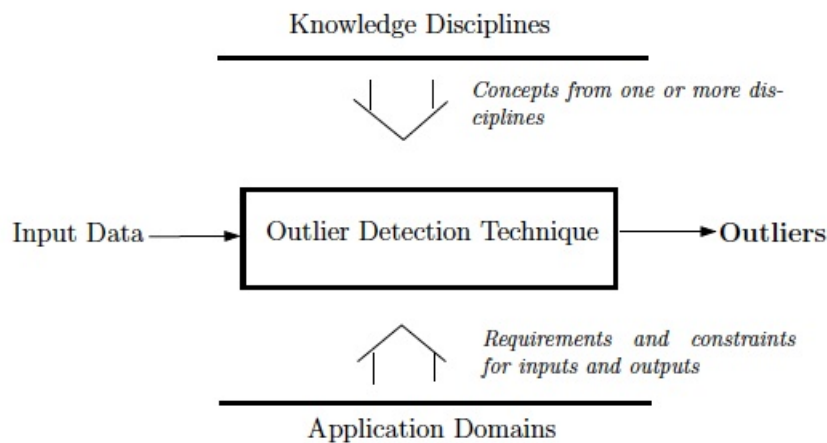 Knowledge Disciplines
Concepts from one or more dis-
ciplines
Input Data
Outlier Detection Technique
Outliers
Requirements and constraints
for inputs and outputs
Application Domains